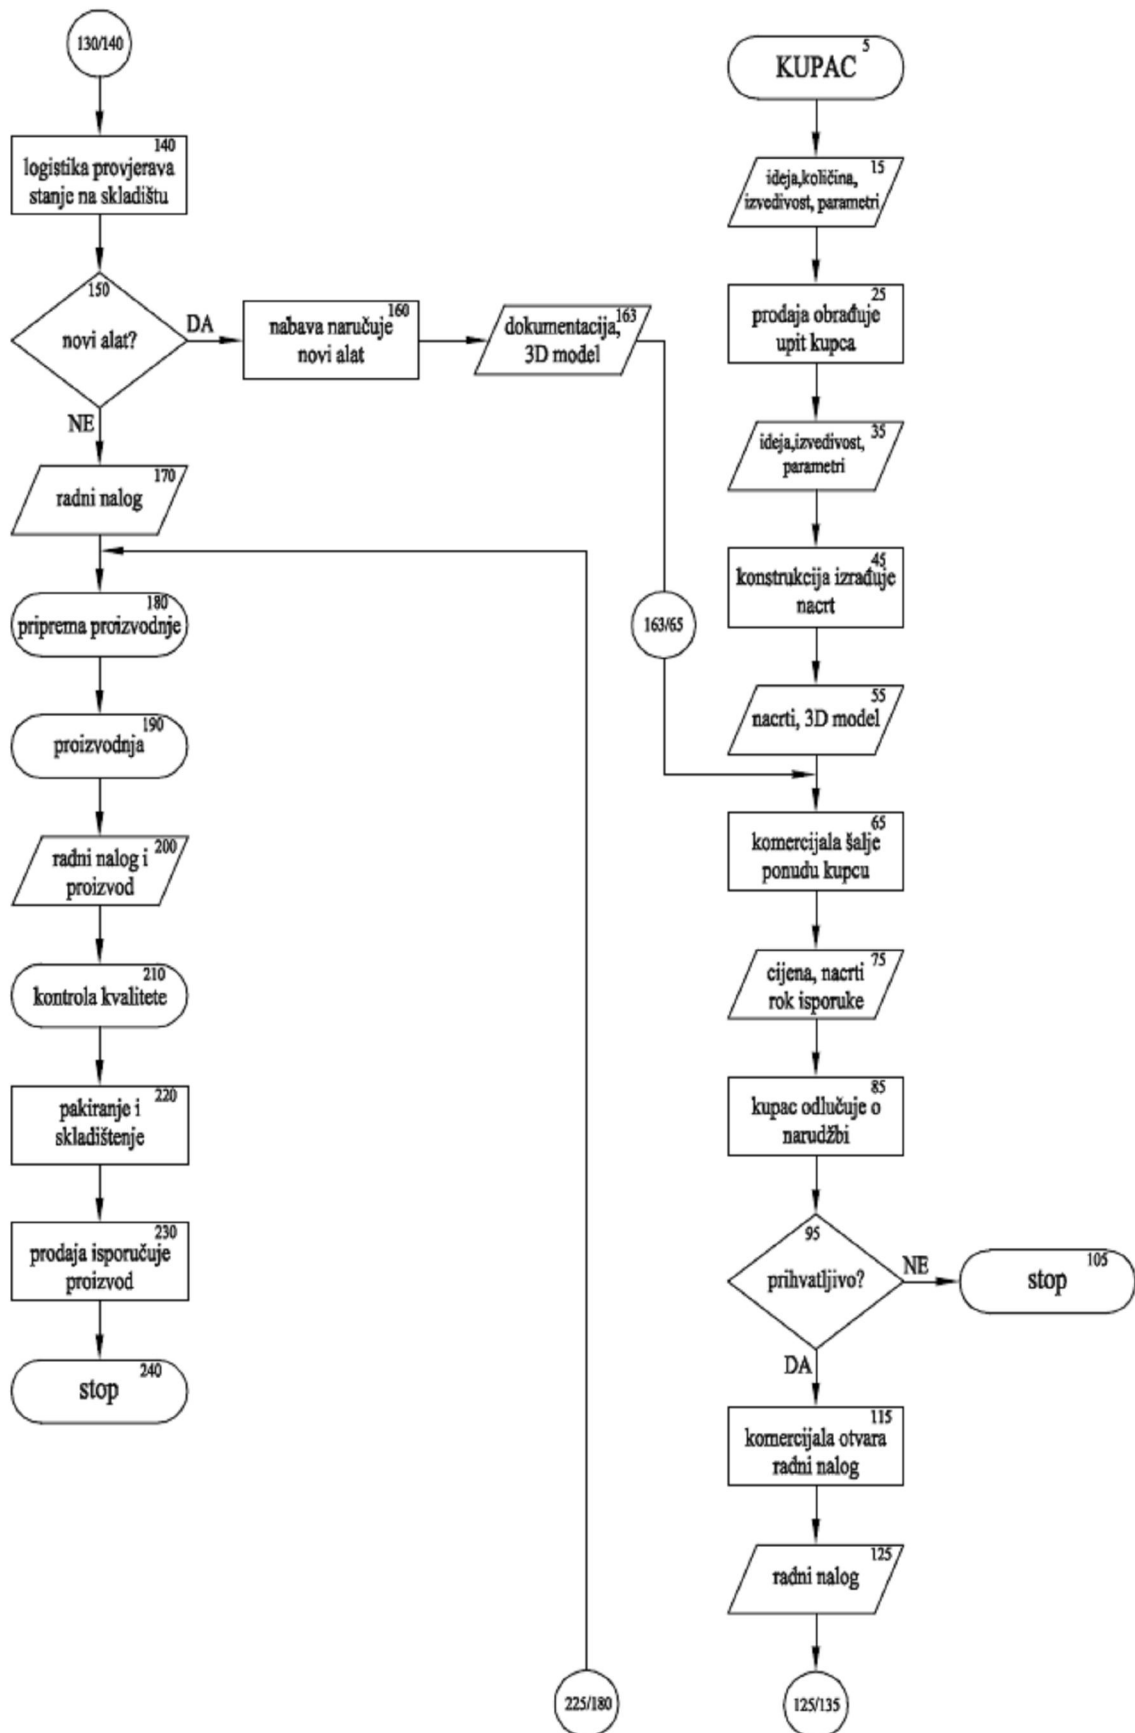 130/140
140
logistika provjerava
stanje na skladištu
150
novi alat?
DA
NE
160
nabava naručuje
novi alat
163
dokumentacija,
3D model
170
radni nalog
180
priprema proizvodnje
190
proizvodnja
200
radni nalog i
proizvod
210
kontrola kvalitete
220
pakiranje i
skladištenje
230
prodaja isporučuje
proizvod
240
stop
163/65
225/180
5
KUPAC
15
ideja,količina,
izvedivost, parametri
25
prodaja obrađuje
upit kupca
35
ideja,izvedivost,
parametri
45
konstrukcija izrađuje
nacrt
55
nacrti, 3D model
65
komercijala šalje
ponudu kupcu
75
cijena, nacrti
rok isporuke
85
kupac odlučuje o
narudžbi
95
prihvatljivo?
NE
105
stop
DA
115
komercijala otvara
radni nalog
125
radni nalog
125/135